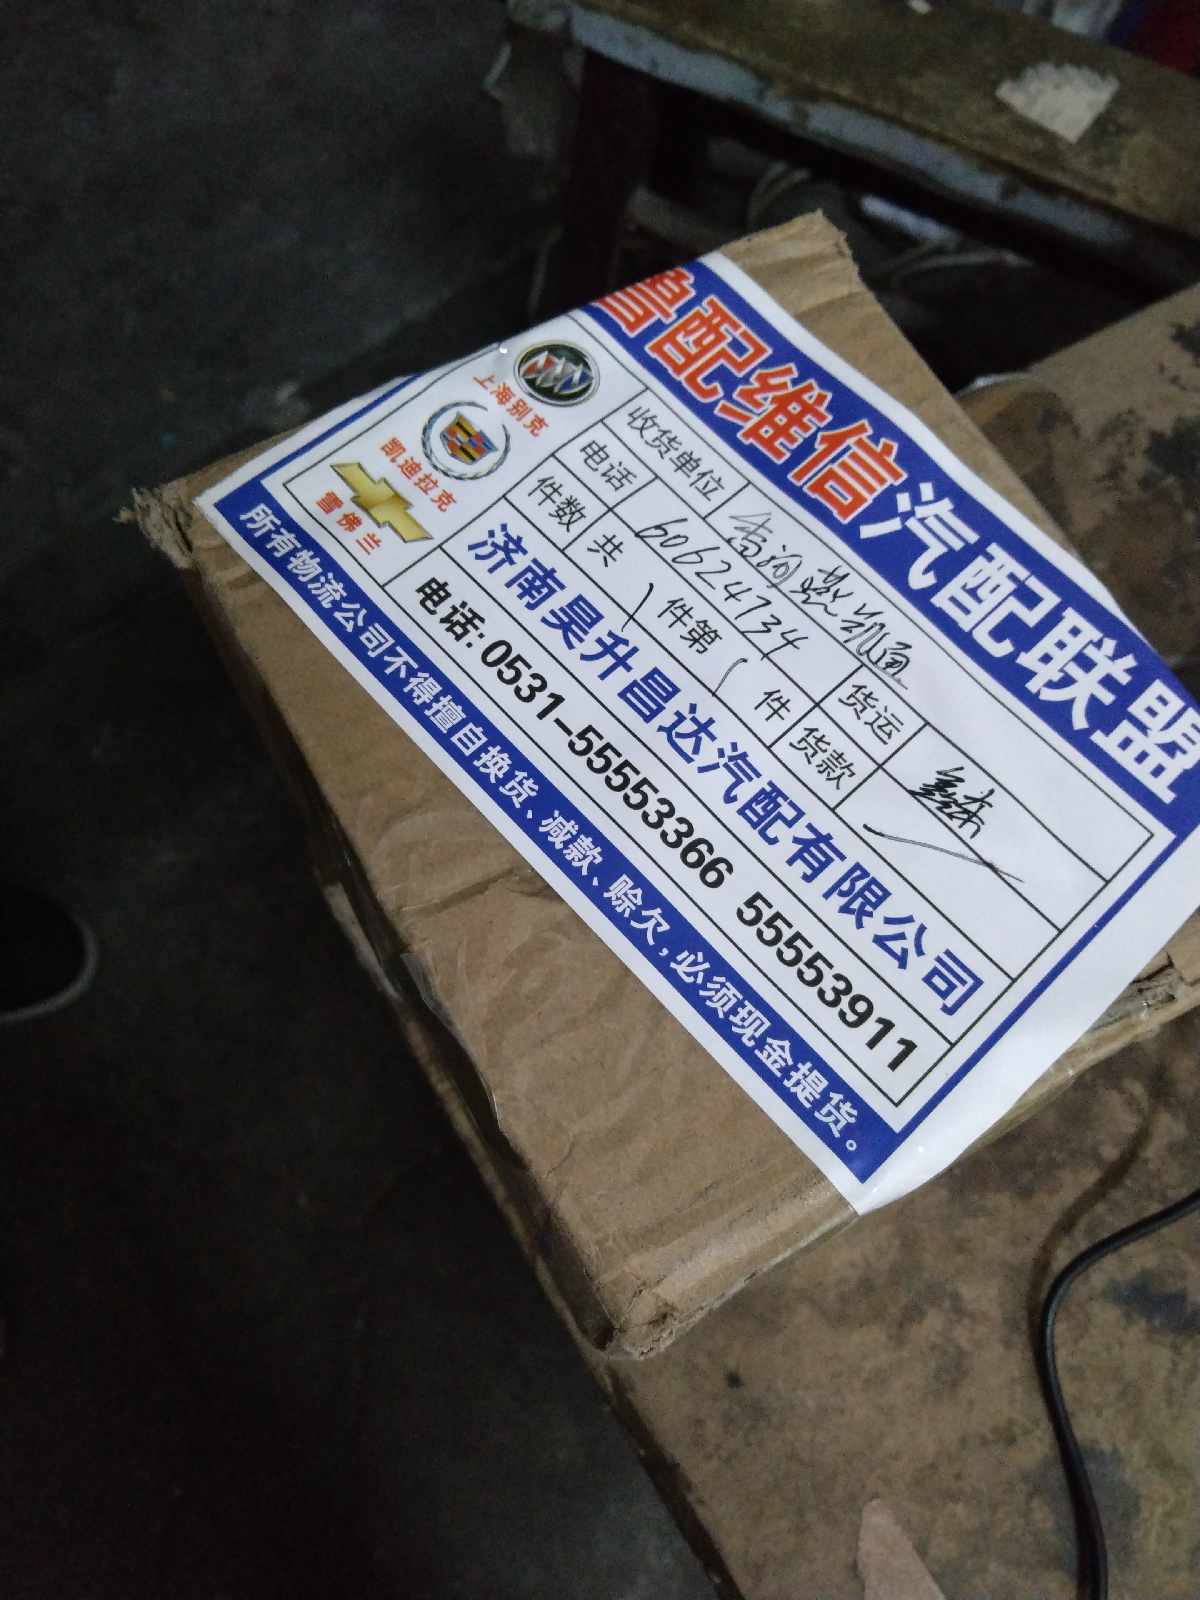 雪配维信汽配联盟
上海别克
凯迪拉克
雪佛兰
收货单位
电话 60624734 货运
件数 共 1 件第 1 件 货款
济南昊升昌达汽配有限公司
电话:0531-55553366 55553911
所有物流公司不得擅自换货、减款、赊欠,必须现金提货。